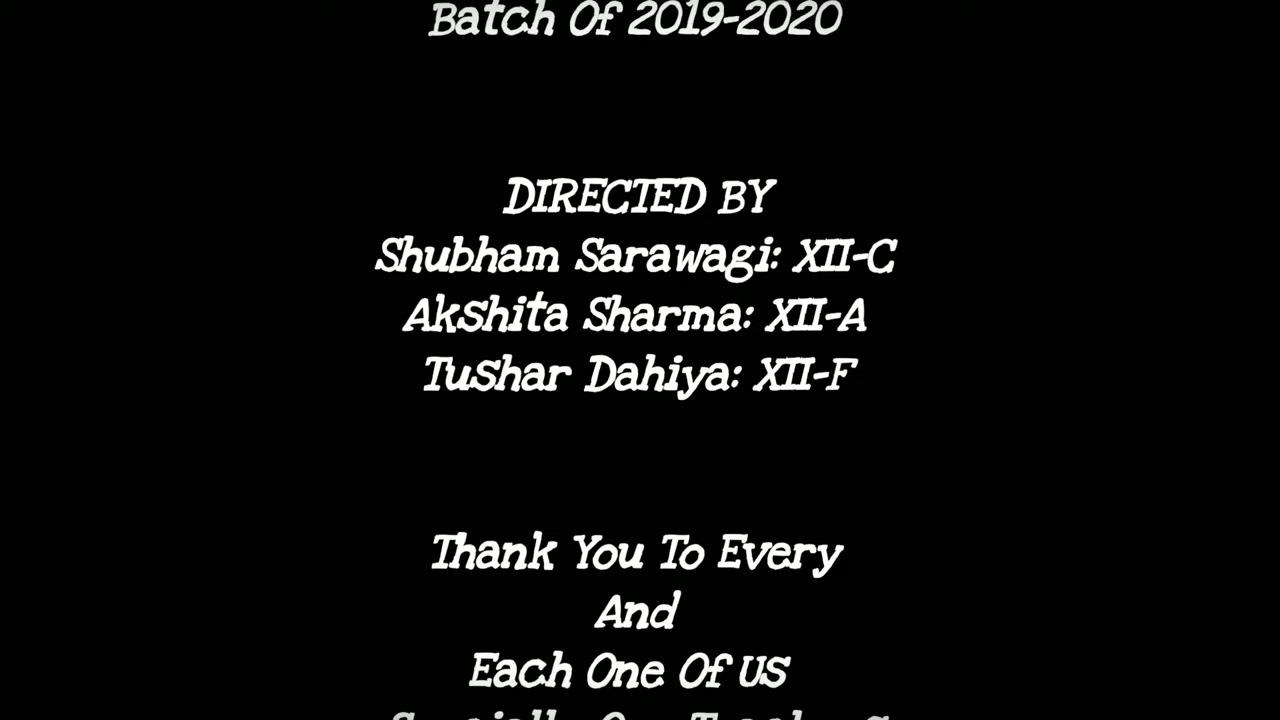 Batch Of 2019-2020
DIRECTED BY
Shubham Sarawagi: XII-C
Akshita Sharma: XII-A
Tushar Dahiya: XII-F
Thank You To Every
And
Each One Of US